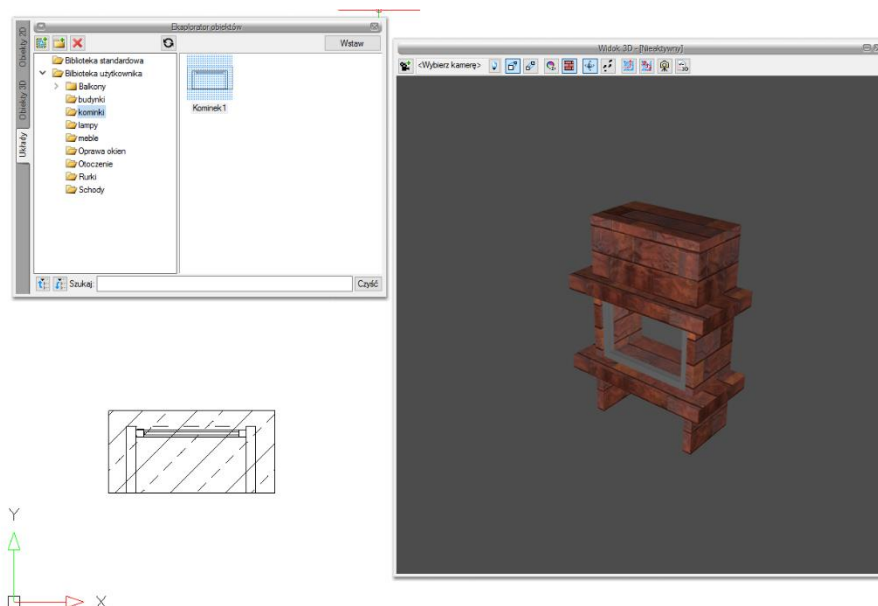 Eksplorator obiektów
Obiekty 2D
Obiekty 3D
Układy
Wstaw
Biblioteka standardowa
Biblioteka użytkownika
Balkony
budynki
kominki
lampy
meble
Oprawa okien
Otoczenie
Rurki
Schody
Kominek1
Szukaj:
Czyść
Widok 3D - [Nieaktywny]
<Wybierz kamerę>
Y
X